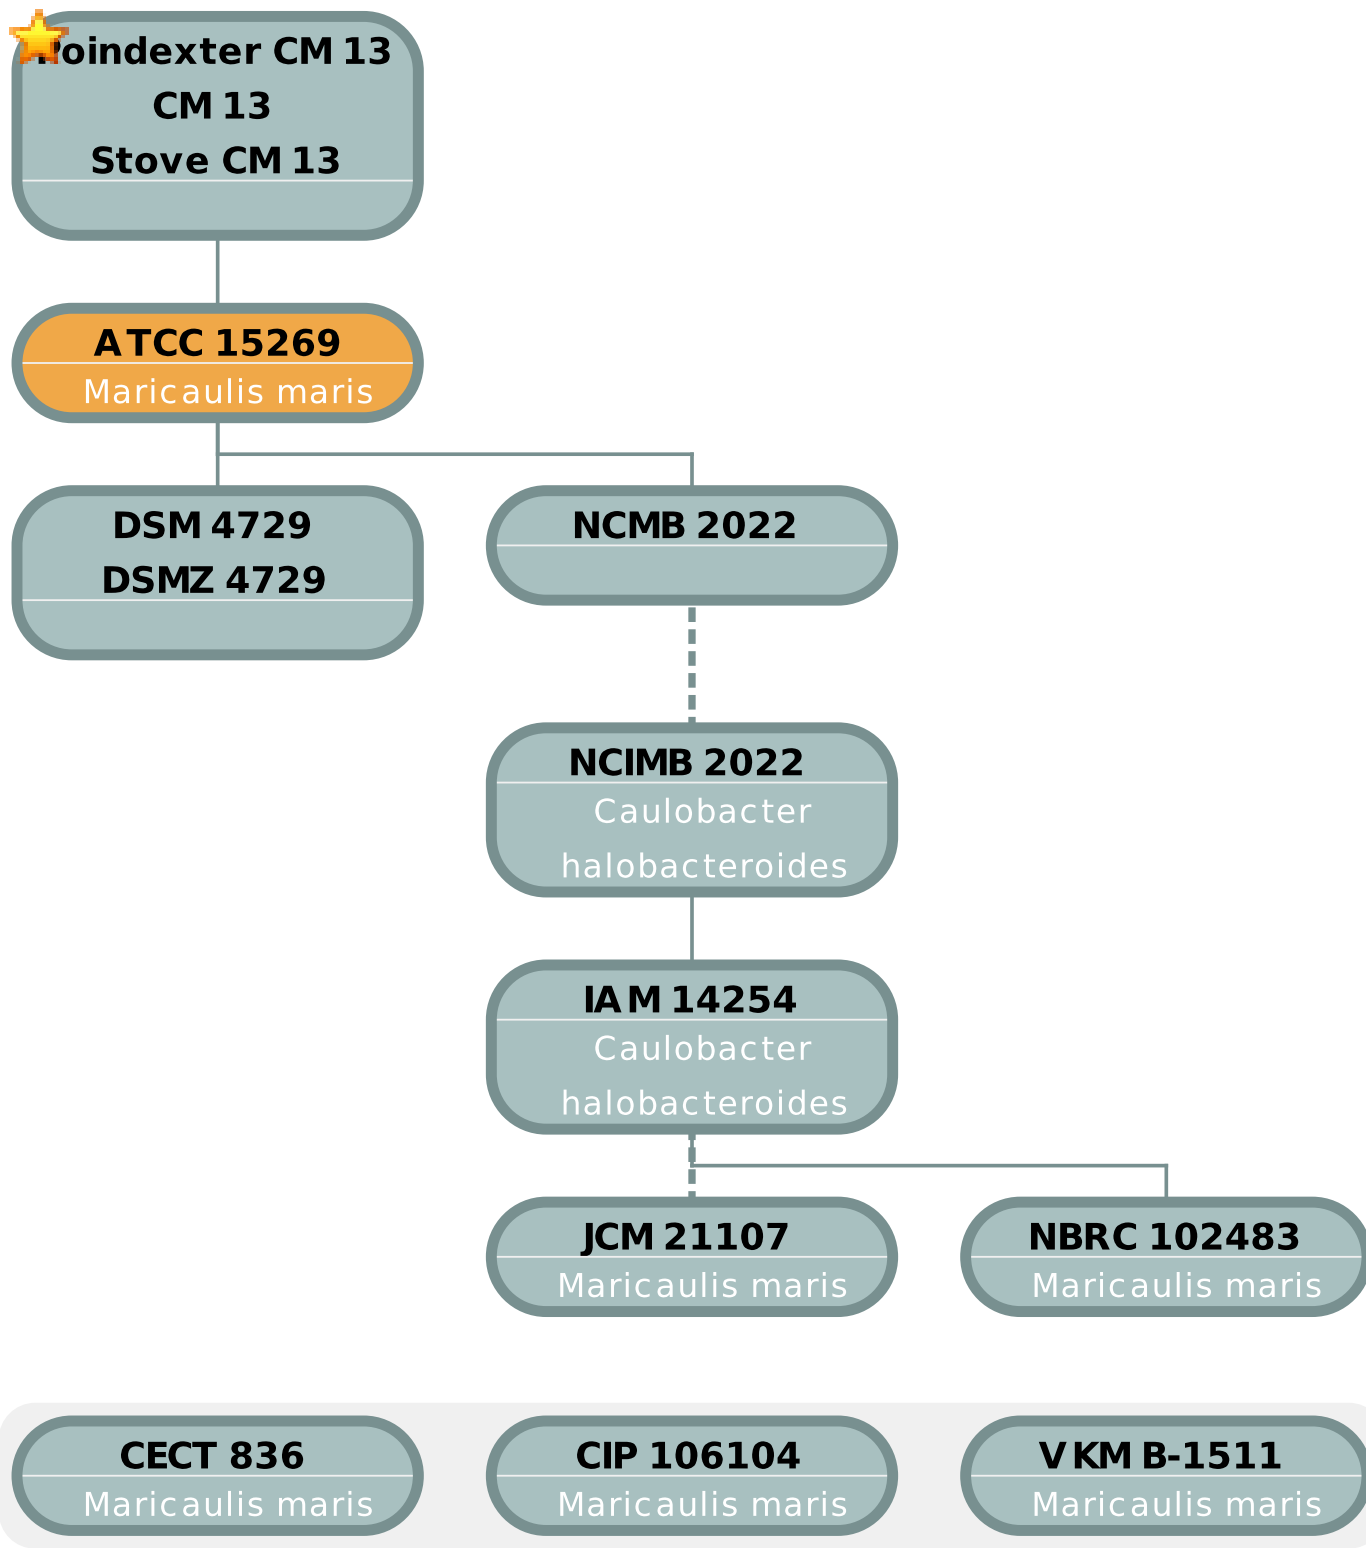 Poindexter CM 13
CM 13
Stove CM 13
ATCC 15269
Maricaulis maris
DSM 4729
DSMZ 4729
NCMB 2022
NCIMB 2022
Caulobacter
halobacteroides
IAM 14254
Caulobacter
halobacteroides
JCM 21107
Maricaulis maris
NBRC 102483
Maricaulis maris
CECT 836
Maricaulis maris
CIP 106104
Maricaulis maris
VKM B-1511
Maricaulis maris